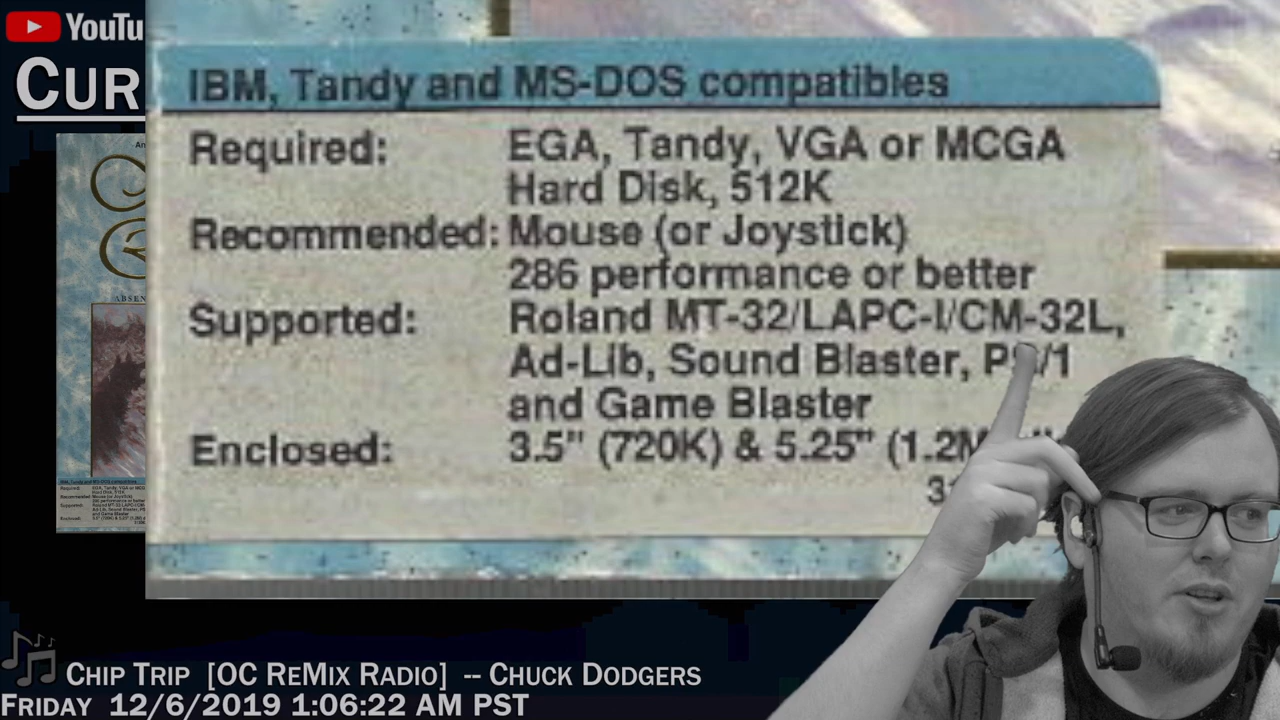 YouTu
CUR
IBM, Tandy and MS-DOS compatibles
Required: EGA, Tandy, VGA or MCGA
Hard Disk, 512K
Recommended: Mouse (or Joystick)
286 performance or better
Supported: Roland MT-32/LAPC-I/CM-32L,
Ad-Lib, Sound Blaster, PS/1
and Game Blaster
Enclosed: 3.5" (720K) & 5.25" (1.2M
CHIP TRIP [OC REMIX RADIO] -- CHUCK DODGERS
FRIDAY 12/6/2019 1:06:22 AM PST